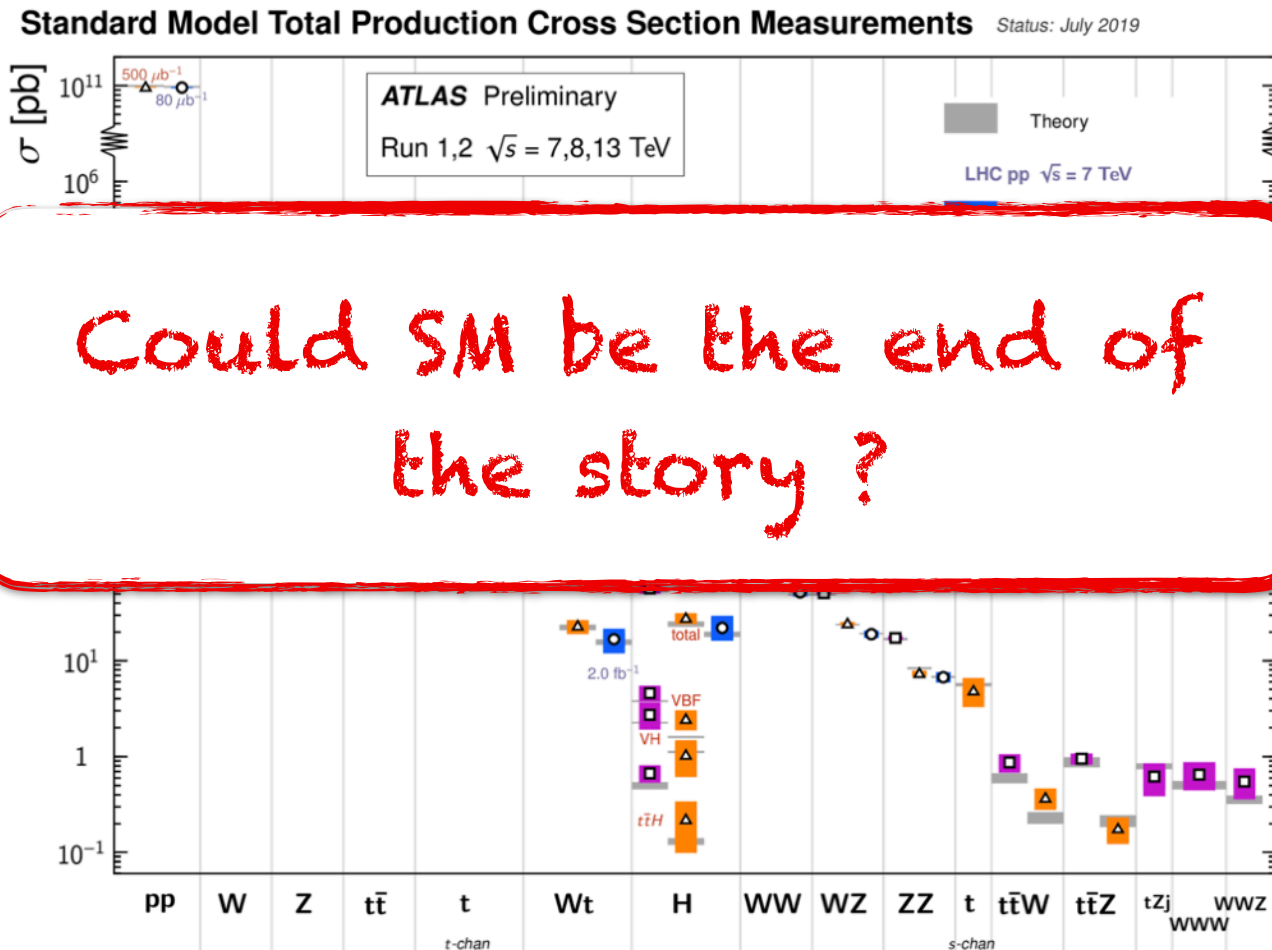 Standard Model Total Production Cross Section Measurements Status: July 2019
σ [pb]
10¹¹
500 μb⁻¹
80 μb⁻¹
ATLAS Preliminary
Run 1,2 √s = 7,8,13 TeV
Theory
LHC pp √s = 7 TeV
10⁶
Could SM be the end of
the story ?
total
2.0 fb⁻¹
10¹
VBF
VH
1
tt̄H
10⁻¹
pp W Z tt̄ t Wt H WW WZ ZZ t tt̄W tt̄Z tZj WWW WWZ
t-chan s-chan